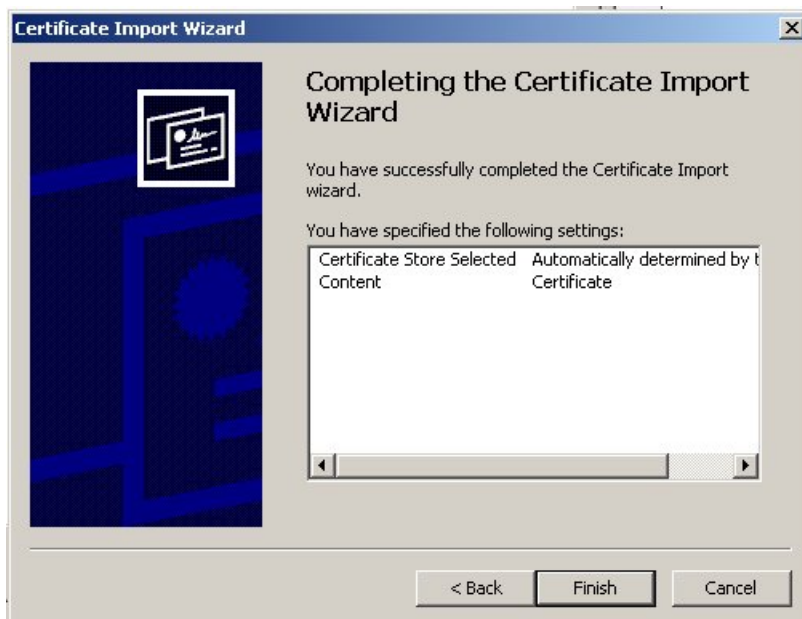 Certificate Import Wizard
Completing the Certificate Import
Wizard
You have successfully completed the Certificate Import
wizard.
You have specified the following settings:
Certificate Store Selected Automatically determined by t
Content Certificate
< Back Finish Cancel